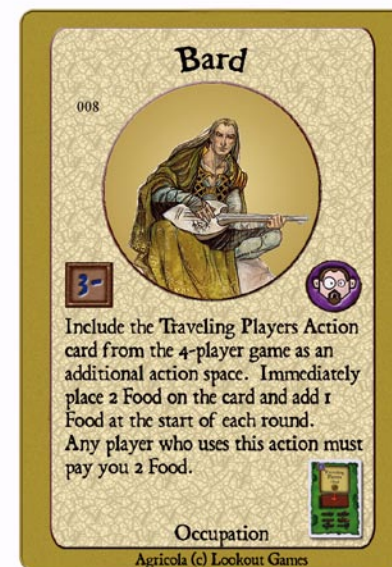 Bard
008
3-
Include the Traveling Players Action
card from the 4-player game as an
additional action space. Immediately
place 2 Food on the card and add 1
Food at the start of each round.
Any player who uses this action must
pay you 2 Food.
Occupation
Agricola (c) Lookout Games